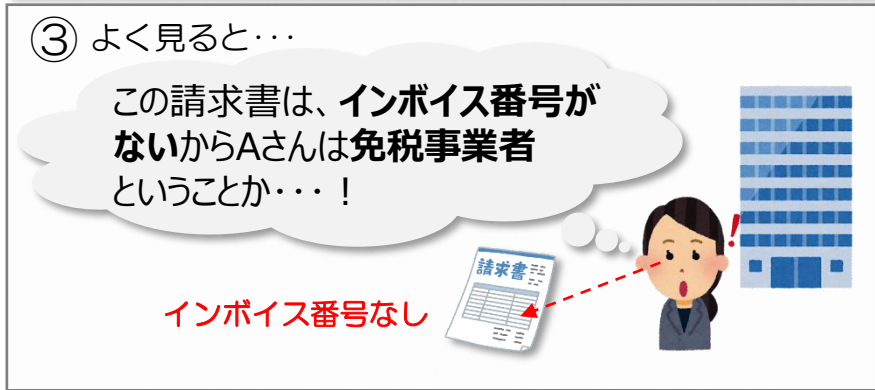 ③ よく見ると・・・
この請求書は、インボイス番号が
ないからAさんは免税事業者
ということか・・・！
請求書
！
インボイス番号なし